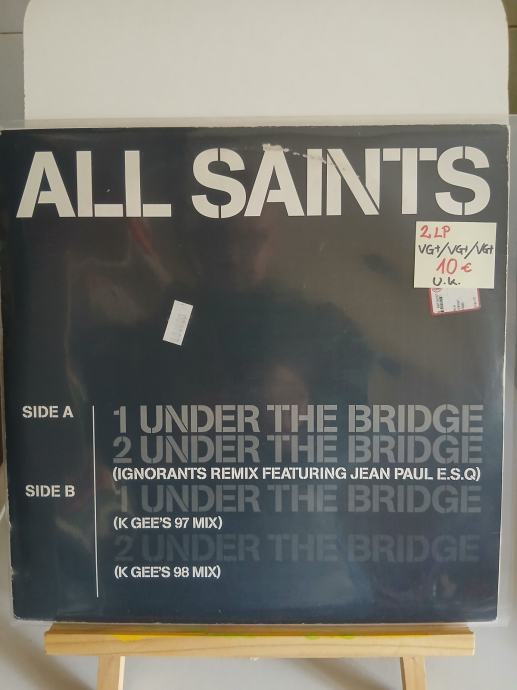 ALL SAINTS
2 LP
VG+/VG+/VG+
10 €
U.K.
SIDE A
1 UNDER THE BRIDGE
2 UNDER THE BRIDGE
(IGNORANTS REMIX FEATURING JEAN PAUL E.S.Q)
SIDE B
1 UNDER THE BRIDGE
(K GEE'S 97 MIX)
2 UNDER THE BRIDGE
(K GEE'S 98 MIX)